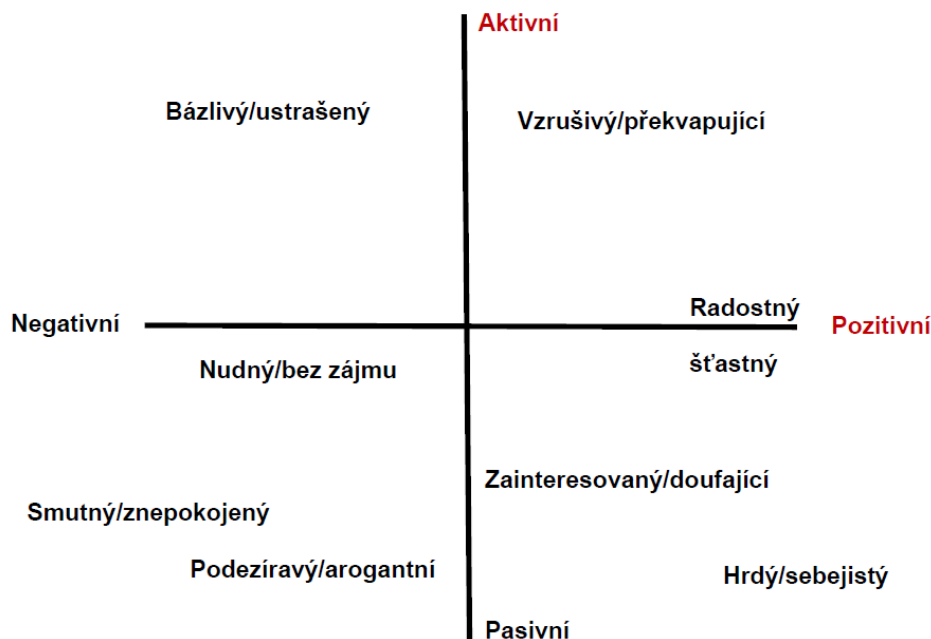 Aktivní
Bázlivý/ustrašený
Vzrušivý/překvapující
Radostný
Negativní
Pozitivní
Nudný/bez zájmu
šťastný
Zainteresovaný/doufající
Smutný/znepokojený
Podezíravý/arogantní
Hrdý/sebejistý
Pasivní